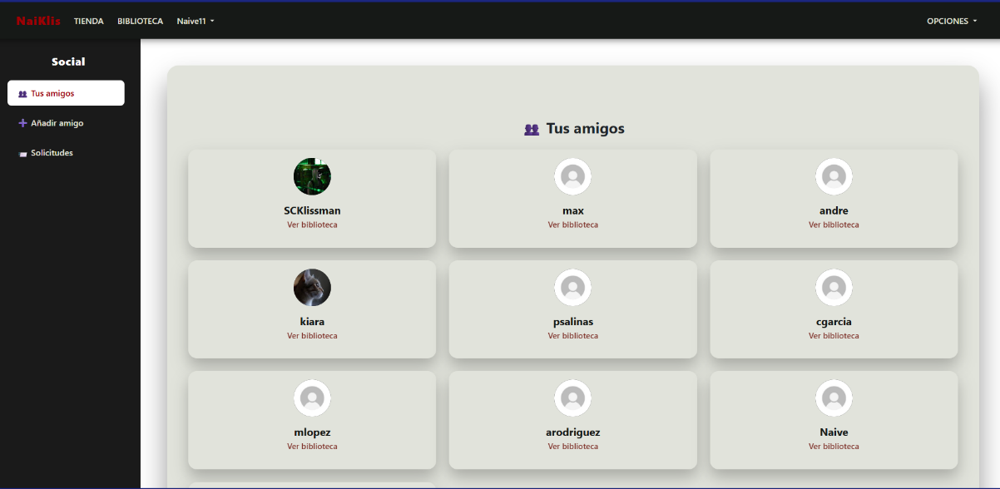 NaiKlis TIENDA BIBLIOTECA Naive11 OPCIONES
Social
Tus amigos
Añadir amigo
Solicitudes
Tus amigos
SCKlissman
Ver biblioteca
max
Ver biblioteca
andre
Ver biblioteca
kiara
Ver biblioteca
psalinas
Ver biblioteca
cgarcia
Ver biblioteca
mlopez
Ver biblioteca
arodriguez
Ver biblioteca
Naive
Ver biblioteca